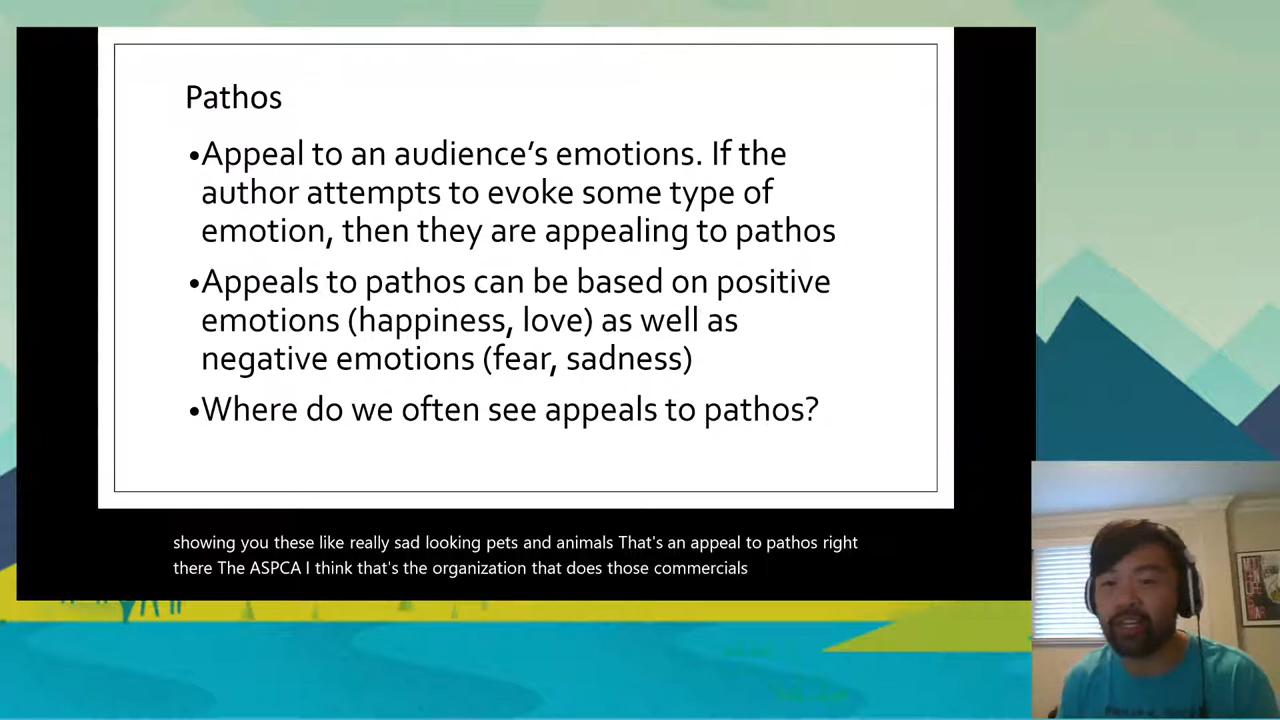 Pathos
•Appeal to an audience's emotions. If the
author attempts to evoke some type of
emotion, then they are appealing to pathos
•Appeals to pathos can be based on positive
emotions (happiness, love) as well as
negative emotions (fear, sadness)
•Where do we often see appeals to pathos?
showing you these like really sad looking pets and animals That's an appeal to pathos right
there The ASPCA I think that's the organization that does those commercials